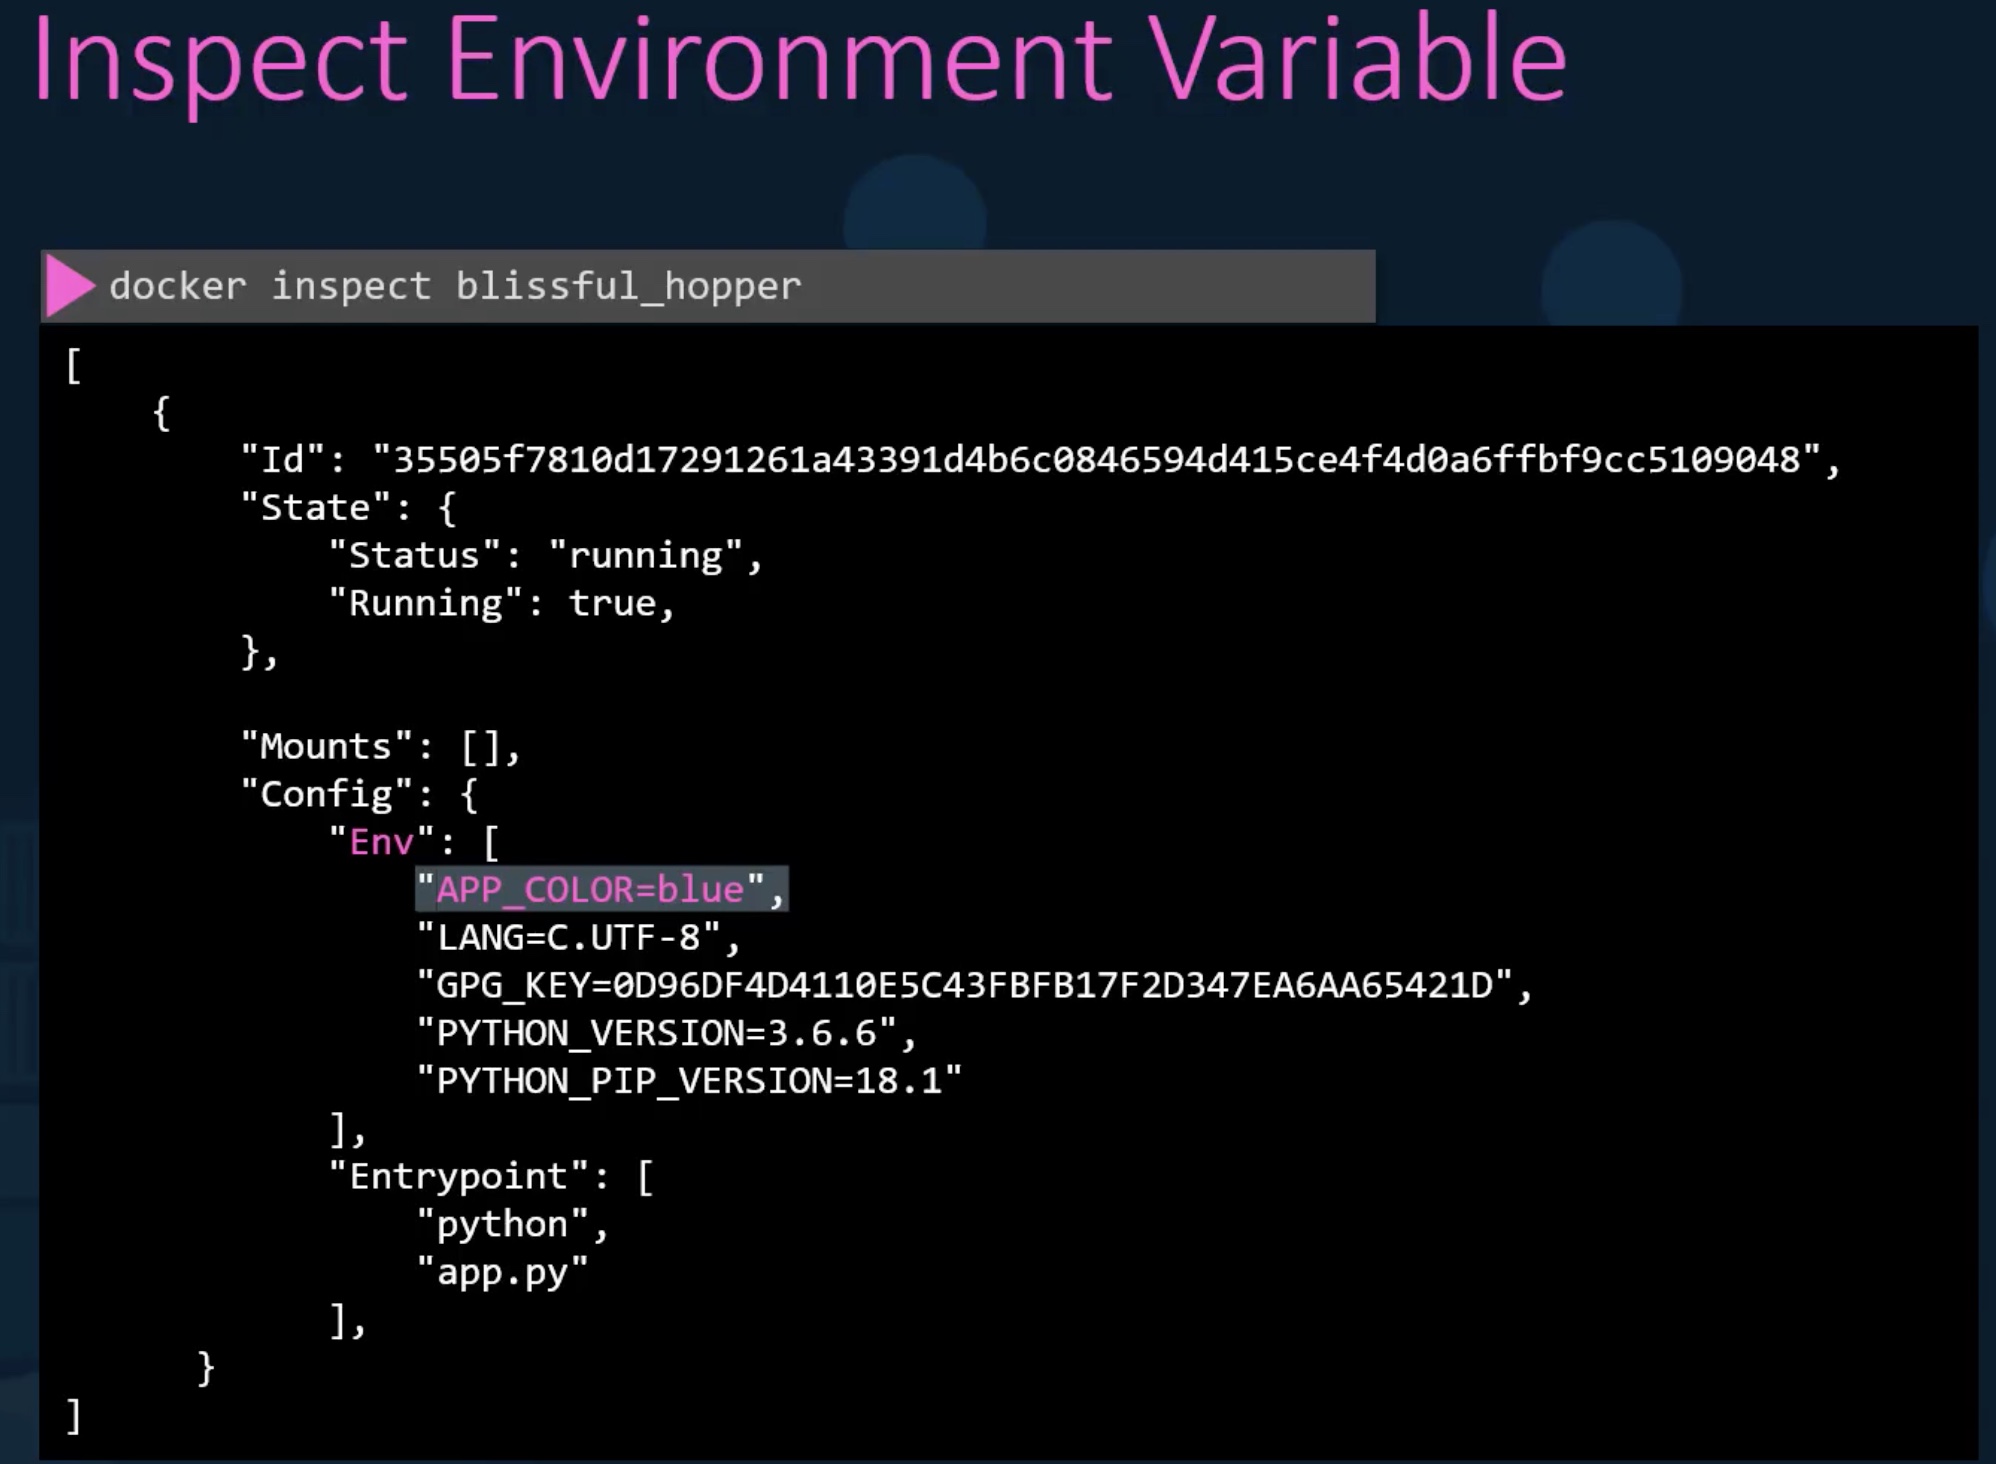 Inspect Environment Variable
docker inspect blissful_hopper
[
{
"Id": "35505f7810d17291261a43391d4b6c0846594d415ce4f4d0a6ffbf9cc5109048",
"State": {
"Status": "running",
"Running": true,
},
"Mounts": [],
"Config": {
"Env": [
"APP_COLOR=blue",
"LANG=C.UTF-8",
"GPG_KEY=0D96DF4D4110E5C43FBFB17F2D347EA6AA65421D",
"PYTHON_VERSION=3.6.6",
"PYTHON_PIP_VERSION=18.1"
],
"Entrypoint": [
"python",
"app.py"
],
}
]